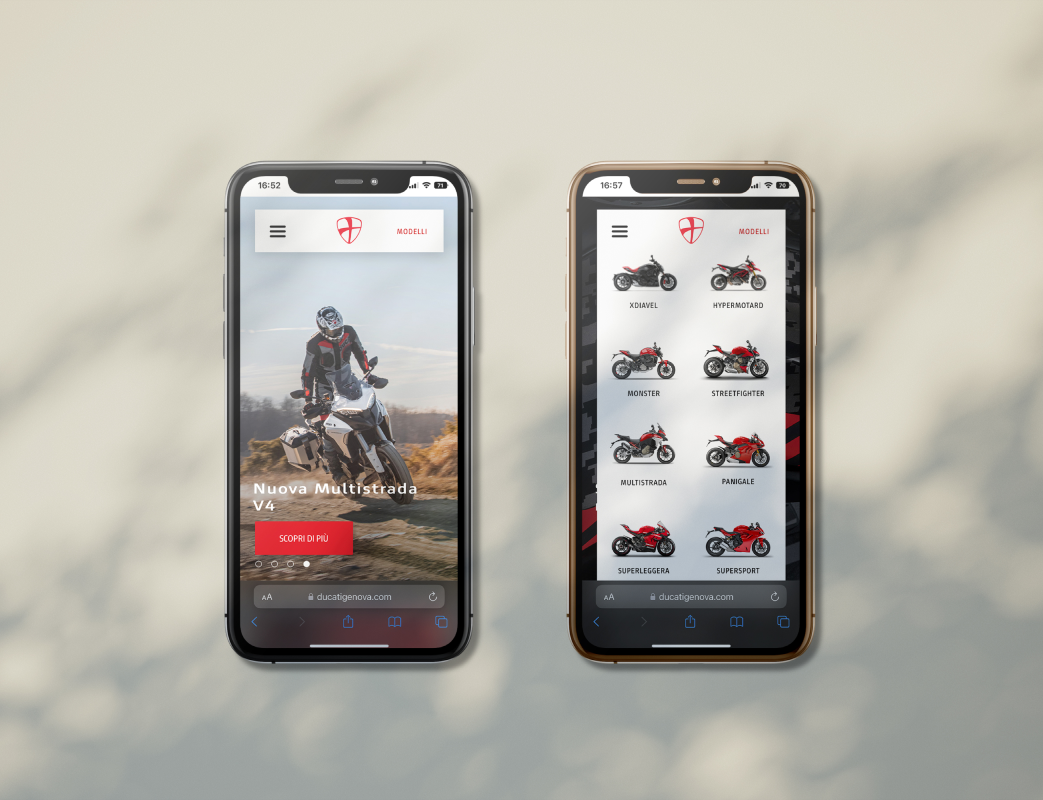 16:52
71
MODELLI
Nuova Multistrada
V4
SCOPRI DI PIÙ
AA
ducatigenova.com
16:57
70
MODELLI
XDIAVEL
HYPERMOTARD
MONSTER
STREETFIGHTER
MULTISTRADA
PANIGALE
SUPERLEGGERA
SUPERSPORT
AA
ducatigenova.com